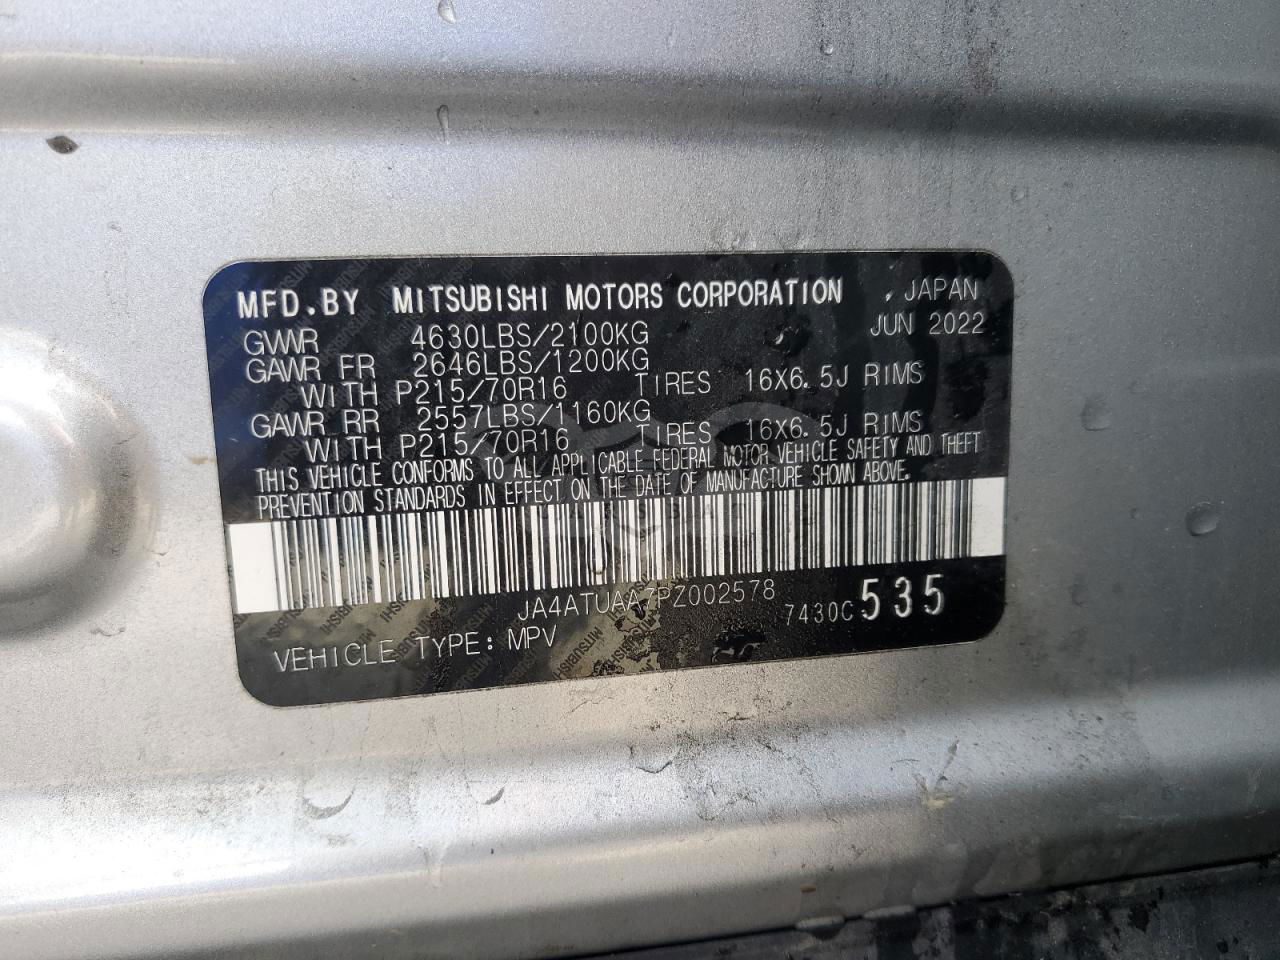 MFD.BY MITSUBISHI MOTORS CORPORATION , JAPAN
GVWR 4630LBS/2100KG JUN 2022
GAWR FR 2646LBS/1200KG
WITH P215/70R16 TIRES 16X6.5J RIMS
GAWR RR 2557LBS/1160KG
WITH P215/70R16 TIRES 16X6.5J RIMS
THIS VEHICLE CONFORMS TO ALL APPLICABLE FEDERAL MOTOR VEHICLE SAFETY AND THEFT
PREVENTION STANDARDS IN EFFECT ON THE DATE OF MANUFACTURE SHOWN ABOVE.
JA4ATUAA7PZ002578
7430C 535
VEHICLE TYPE: MPV